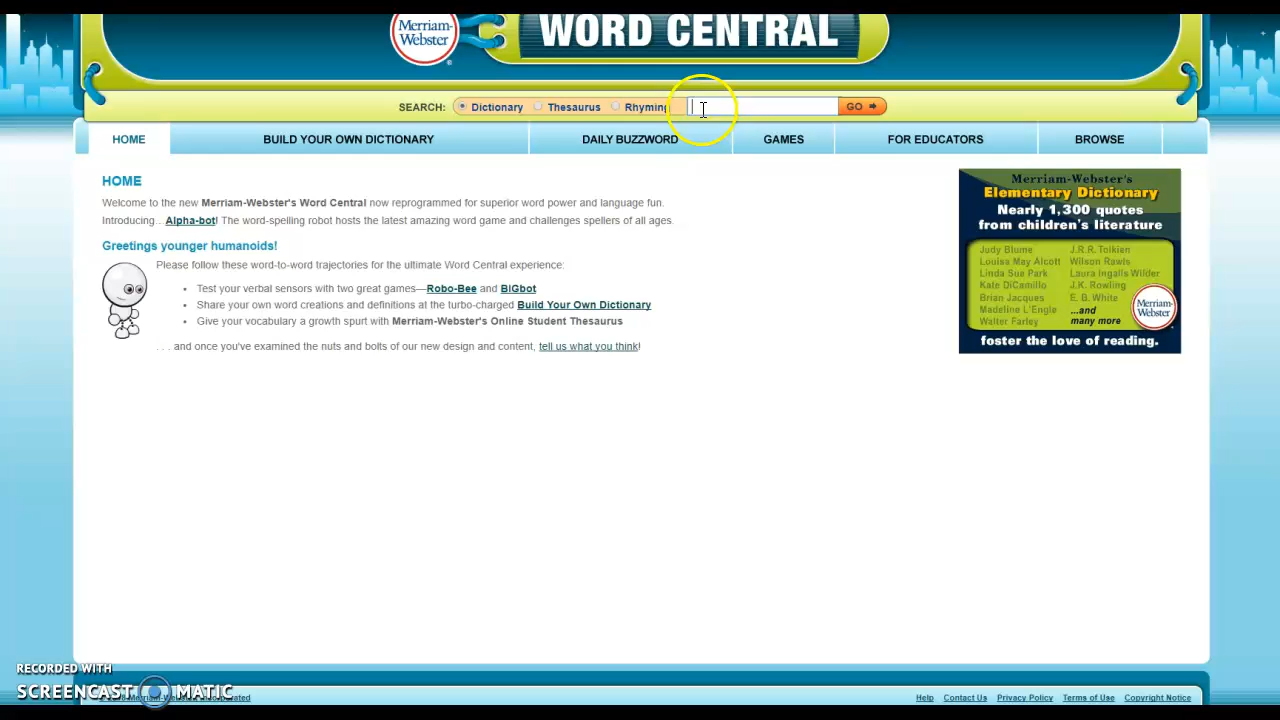 Merriam-
Webster
®
WORD CENTRAL
SEARCH: Dictionary Thesaurus Rhyming GO
HOME BUILD YOUR OWN DICTIONARY DAILY BUZZWORD GAMES FOR EDUCATORS BROWSE
HOME
Welcome to the new Merriam-Webster's Word Central now reprogrammed for superior word power and language fun.
Introducing... Alpha-bot! The word-spelling robot hosts the latest amazing word game and challenges spellers of all ages.
Greetings younger humanoids!
Please follow these word-to-word trajectories for the ultimate Word Central experience:
• Test your verbal sensors with two great games—Robo-Bee and BIGbot
• Share your own word creations and definitions at the turbo-charged Build Your Own Dictionary
• Give your vocabulary a growth spurt with Merriam-Webster's Online Student Thesaurus
. . . and once you've examined the nuts and bolts of our new design and content, tell us what you think!
Merriam-Webster's
Elementary Dictionary
Nearly 1,300 quotes
from children's literature
Judy Blume J.R.R. Tolkien
Louisa May Alcott Wilson Rawls
Linda Sue Park Laura Ingalls Wilder
Kate DiCamillo J.K. Rowling
Brian Jacques E. B. White
Madeline L'Engle ...and
Walter Farley many more
Merriam-
Webster
foster the love of reading.
RECORDED WITH
SCREENCAST MATIC
Help Contact Us Privacy Policy Terms of Use Copyright Notice